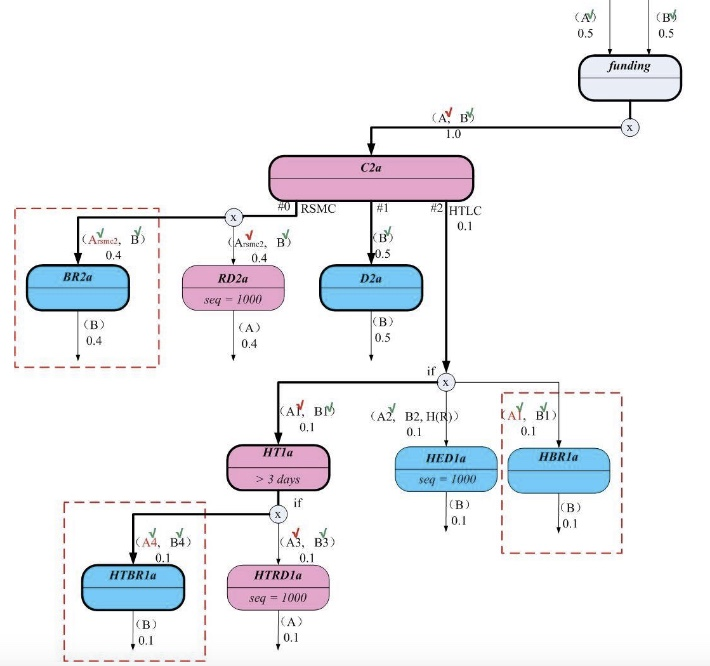 (A) (B)
0.5 0.5
funding
x
(A, B)
1.0
C2a
#0 RSMC #1 #2 HTLC
0.1
x
(Arsmc2, B)
0.4
(Arsmc2, B)
0.4
(B)
0.5
BR2a
RD2a
seq = 1000
D2a
(B)
0.4
(A)
0.4
(B)
0.5
if
x
(A1, B1)
0.1
(A2, B2, H(R))
0.1
(A1, B1)
0.1
HT1a
> 3 days
HED1a
seq = 1000
HBR1a
(B)
0.1
(B)
0.1
if
x
(A4, B4)
0.1
(A3, B3)
0.1
HTBR1a
HTRD1a
seq = 1000
(B)
0.1
(A)
0.1